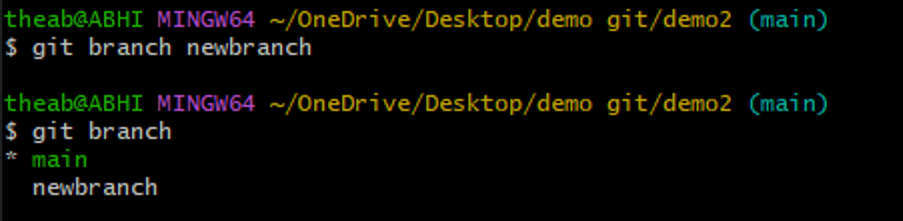 theab@ABHI MINGW64 ~/OneDrive/Desktop/demo git/demo2 (main)
$ git branch newbranch
theab@ABHI MINGW64 ~/OneDrive/Desktop/demo git/demo2 (main)
$ git branch
* main
newbranch